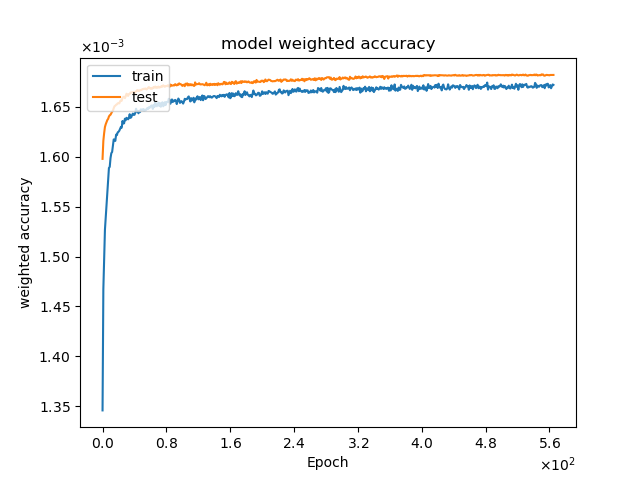 model weighted accuracy
×10⁻³
train
test
1.65
1.60
1.55
1.50
1.45
1.40
1.35
weighted accuracy
0.0 0.8 1.6 2.4 3.2 4.0 4.8 5.6
Epoch
×10²